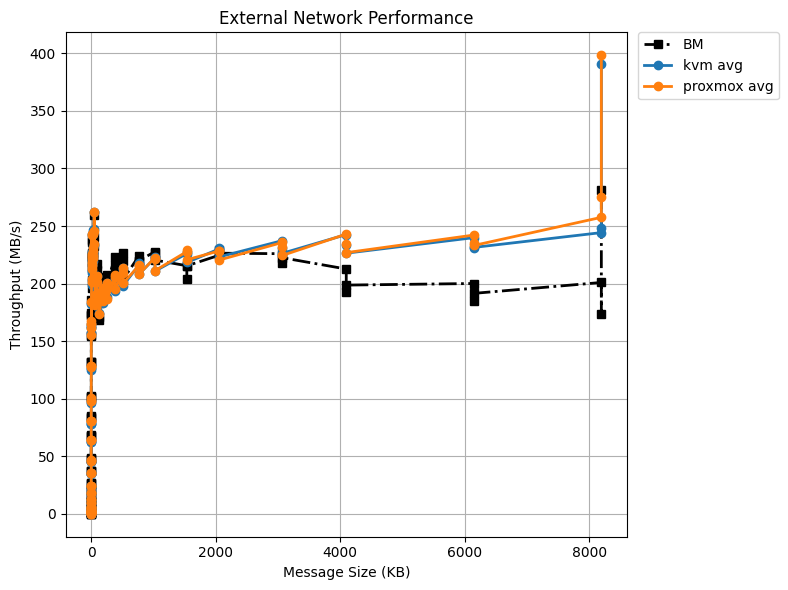 External Network Performance
BM
kvm avg
proxmox avg
Throughput (MB/s)
400
350
300
250
200
150
100
50
0
0 2000 4000 6000 8000
Message Size (KB)